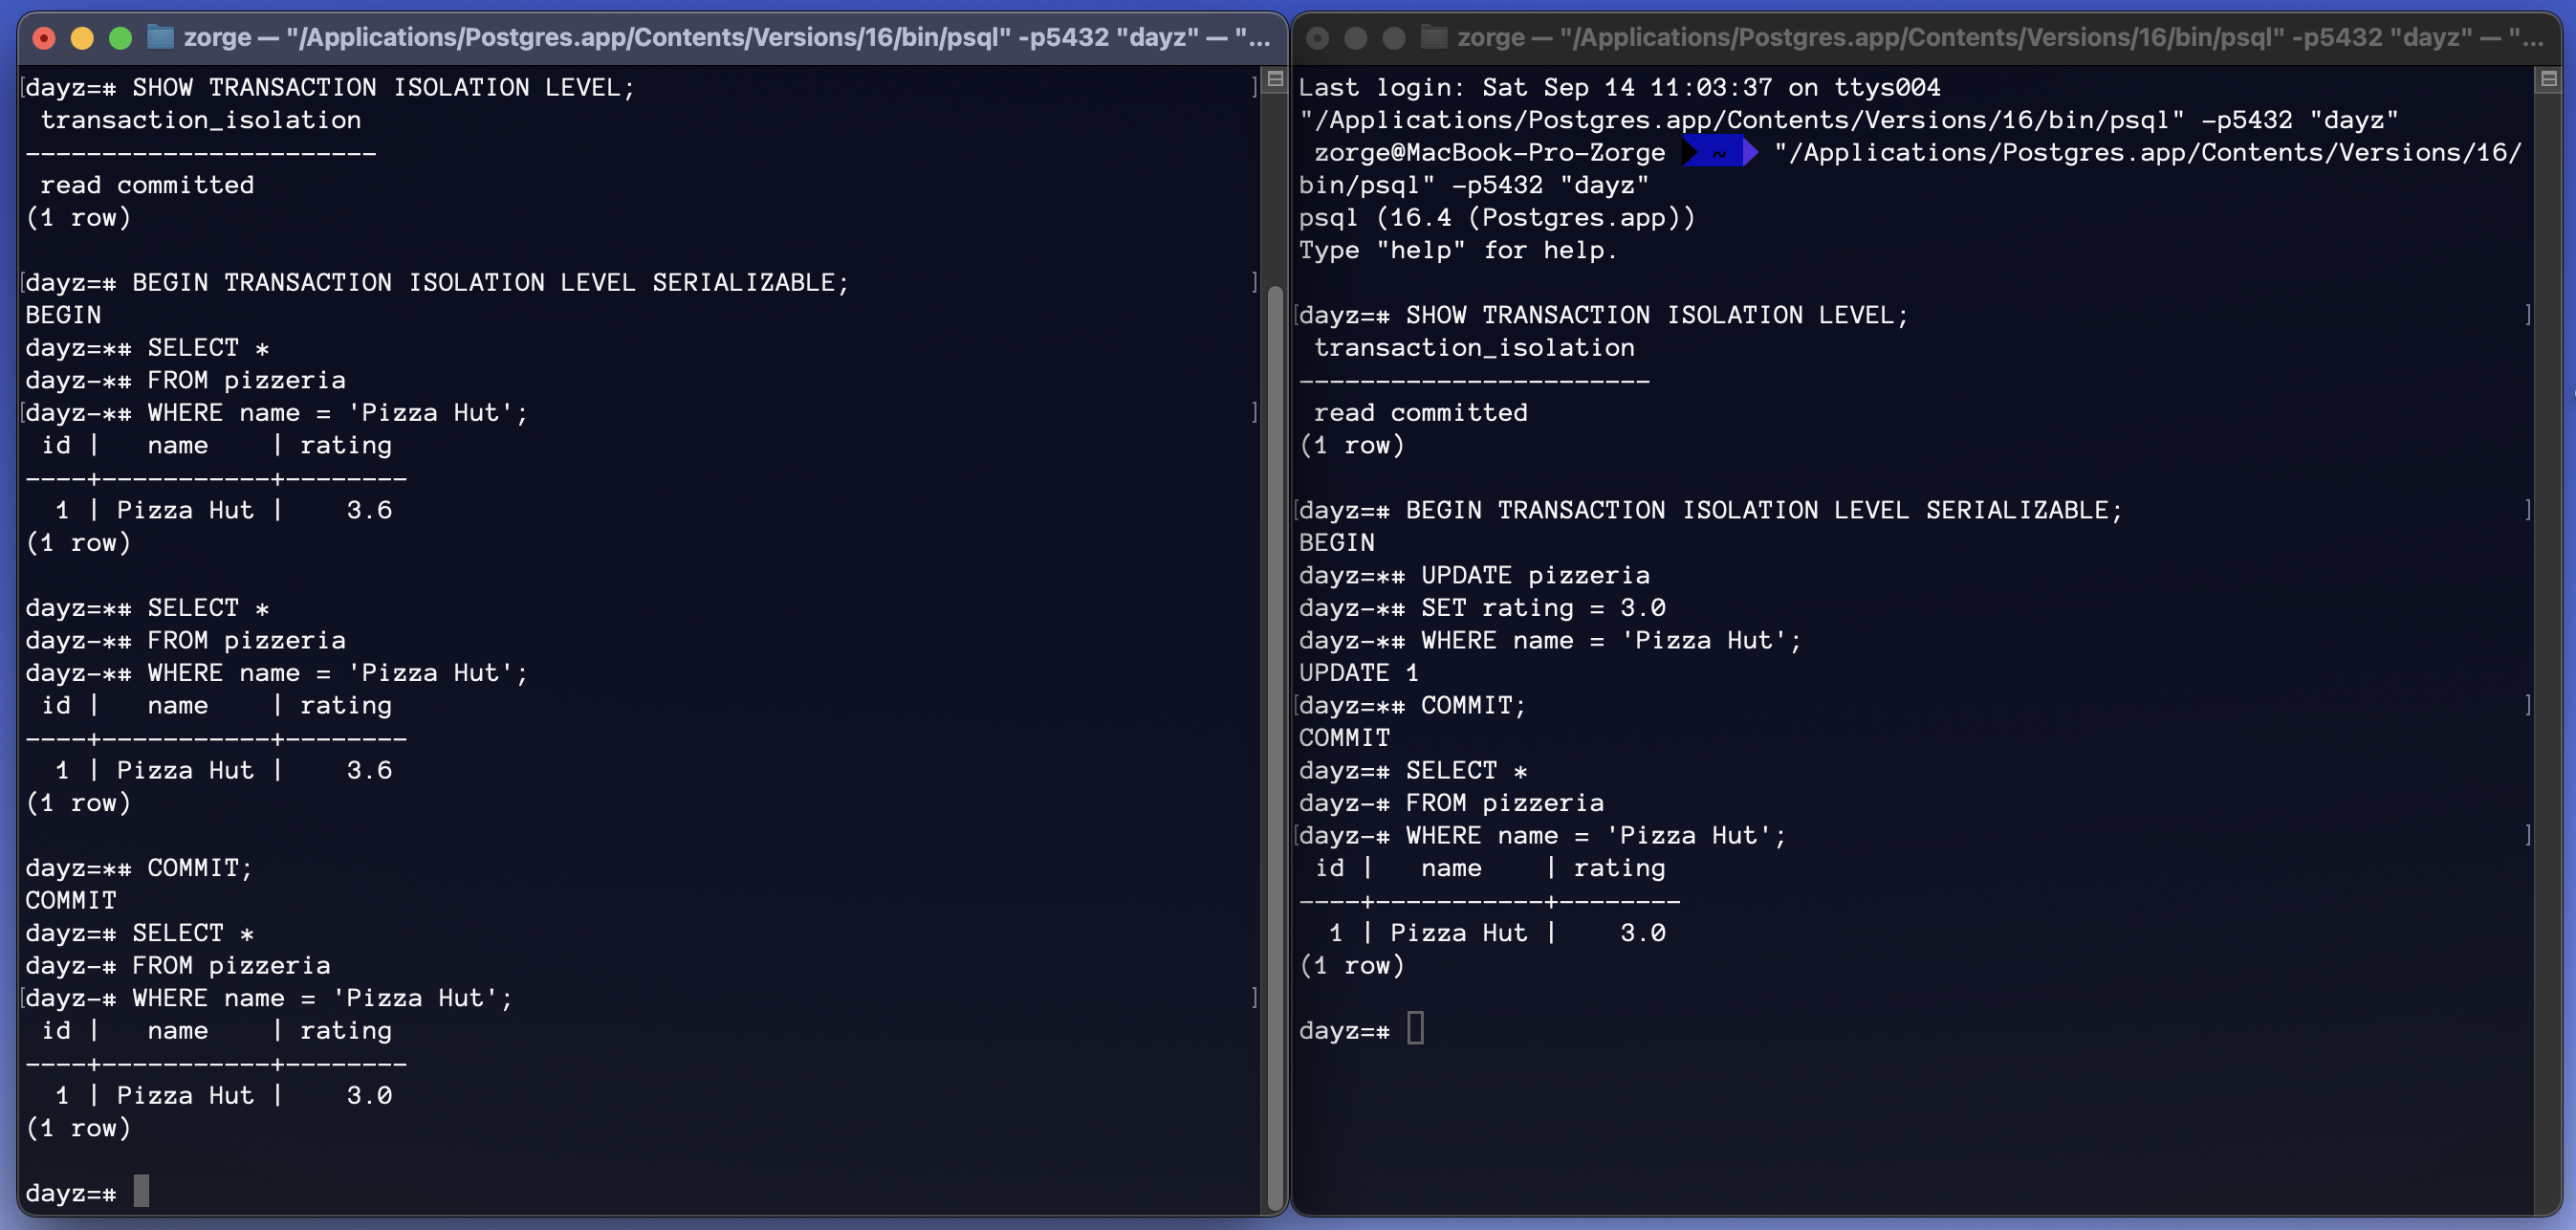 zorge — "/Applications/Postgres.app/Contents/Versions/16/bin/psql" -p5432 "dayz" — "...
dayz=# SHOW TRANSACTION ISOLATION LEVEL;
 transaction_isolation
-----------------------
 read committed
(1 row)

dayz=# BEGIN TRANSACTION ISOLATION LEVEL SERIALIZABLE;
BEGIN
dayz=*# SELECT *
dayz-*# FROM pizzeria
dayz-*# WHERE name = 'Pizza Hut';
 id |   name    | rating
----+-----------+--------
  1 | Pizza Hut |    3.6
(1 row)

dayz=*# SELECT *
dayz-*# FROM pizzeria
dayz-*# WHERE name = 'Pizza Hut';
 id |   name    | rating
----+-----------+--------
  1 | Pizza Hut |    3.6
(1 row)

dayz=*# COMMIT;
COMMIT
dayz=# SELECT *
dayz-# FROM pizzeria
dayz-# WHERE name = 'Pizza Hut';
 id |   name    | rating
----+-----------+--------
  1 | Pizza Hut |    3.0
(1 row)

dayz=#
zorge — "/Applications/Postgres.app/Contents/Versions/16/bin/psql" -p5432 "dayz" — "...
Last login: Sat Sep 14 11:03:37 on ttys004
"/Applications/Postgres.app/Contents/Versions/16/bin/psql" -p5432 "dayz"
 zorge@MacBook-Pro-Zorge  ~  "/Applications/Postgres.app/Contents/Versions/16/
bin/psql" -p5432 "dayz"
psql (16.4 (Postgres.app))
Type "help" for help.

dayz=# SHOW TRANSACTION ISOLATION LEVEL;
 transaction_isolation
-----------------------
 read committed
(1 row)

dayz=# BEGIN TRANSACTION ISOLATION LEVEL SERIALIZABLE;
BEGIN
dayz=*# UPDATE pizzeria
dayz-*# SET rating = 3.0
dayz-*# WHERE name = 'Pizza Hut';
UPDATE 1
dayz=*# COMMIT;
COMMIT
dayz=# SELECT *
dayz-# FROM pizzeria
dayz-# WHERE name = 'Pizza Hut';
 id |   name    | rating
----+-----------+--------
  1 | Pizza Hut |    3.0
(1 row)

dayz=#